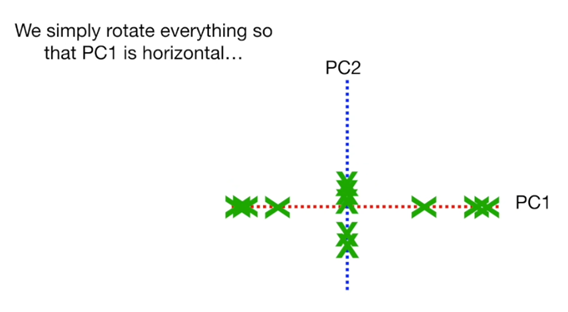 We simply rotate everything so
that PC1 is horizontal…
PC2
PC1